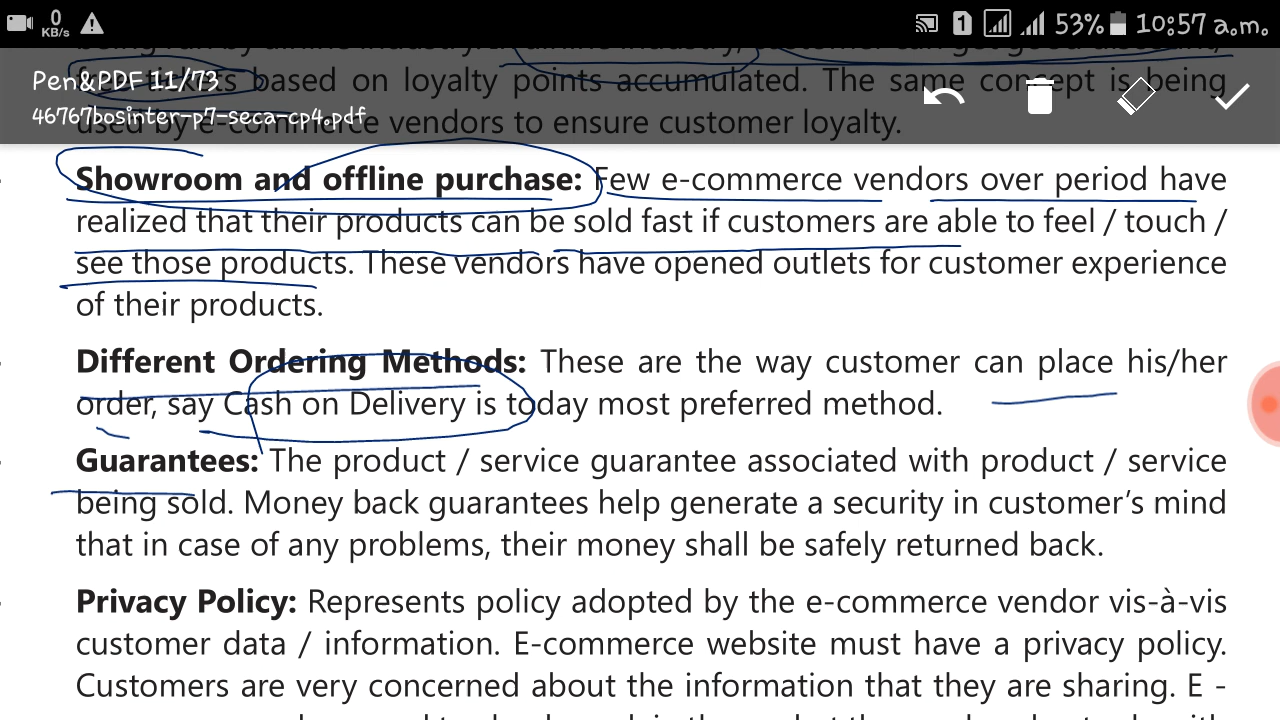 0
KB/s
1
53%
10:57 a.m.
Pen&PDF 11/73
46767bosinter-p7-seca-cp4.pdf
based on loyalty points accumulated. The same concept is being
used by e-commerce vendors to ensure customer loyalty.
Showroom and offline purchase: Few e-commerce vendors over period have
realized that their products can be sold fast if customers are able to feel / touch /
see those products. These vendors have opened outlets for customer experience
of their products.
Different Ordering Methods: These are the way customer can place his/her
order, say Cash on Delivery is today most preferred method.
Guarantees: The product / service guarantee associated with product / service
being sold. Money back guarantees help generate a security in customer’s mind
that in case of any problems, their money shall be safely returned back.
Privacy Policy: Represents policy adopted by the e-commerce vendor vis-à-vis
customer data / information. E-commerce website must have a privacy policy.
Customers are very concerned about the information that they are sharing. E -